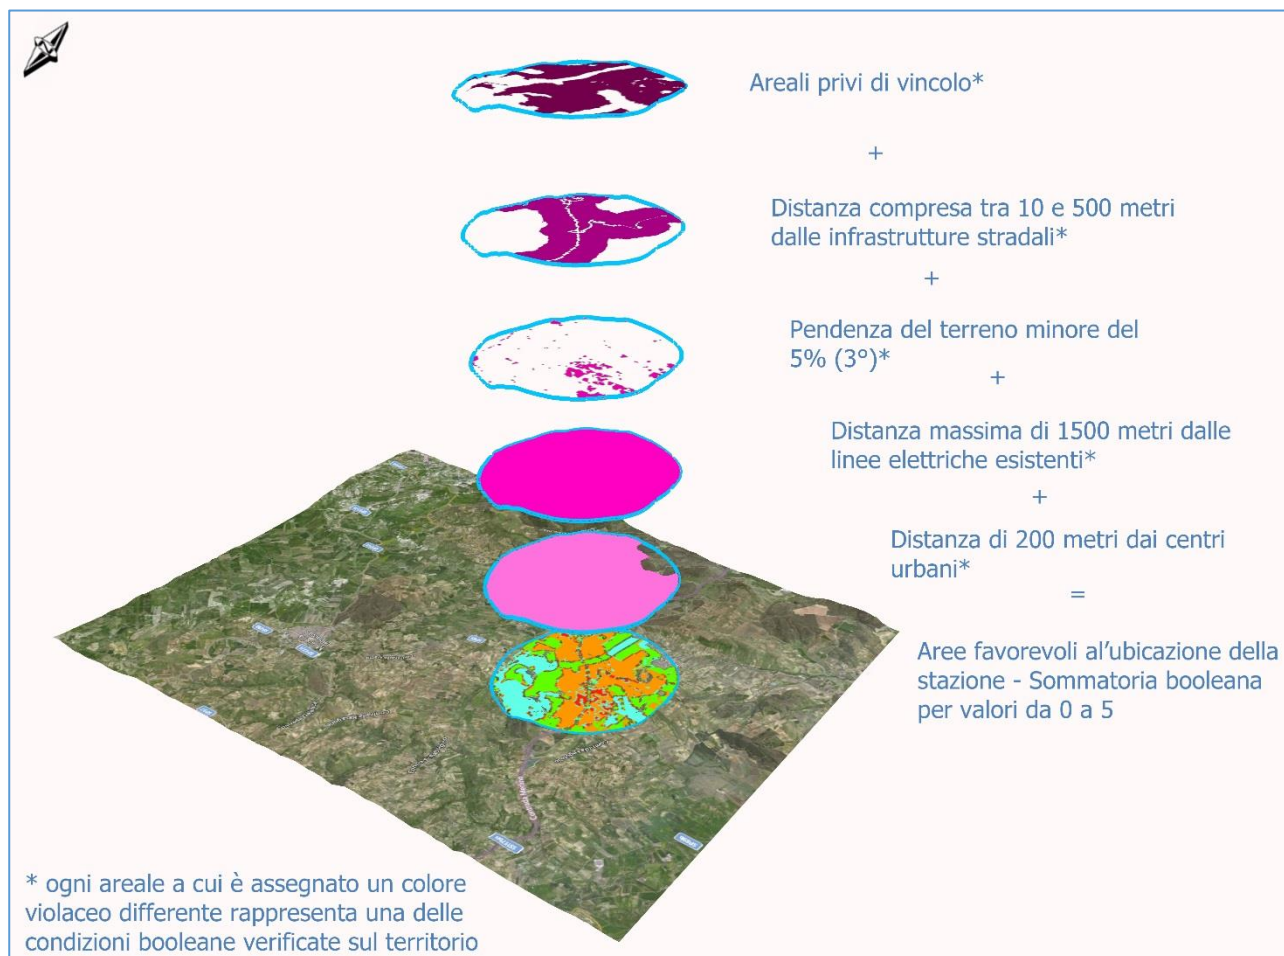 Areali privi di vincolo*
+
Distanza compresa tra 10 e 500 metri
dalle infrastrutture stradali*
+
Pendenza del terreno minore del
5% (3°)*
+
Distanza massima di 1500 metri dalle
linee elettriche esistenti*
+
Distanza di 200 metri dai centri
urbani*
=
Aree favorevoli al'ubicazione della
stazione - Sommatoria booleana
per valori da 0 a 5
* ogni areale a cui è assegnato un colore
violaceo differente rappresenta una delle
condizioni booleane verificate sul territorio